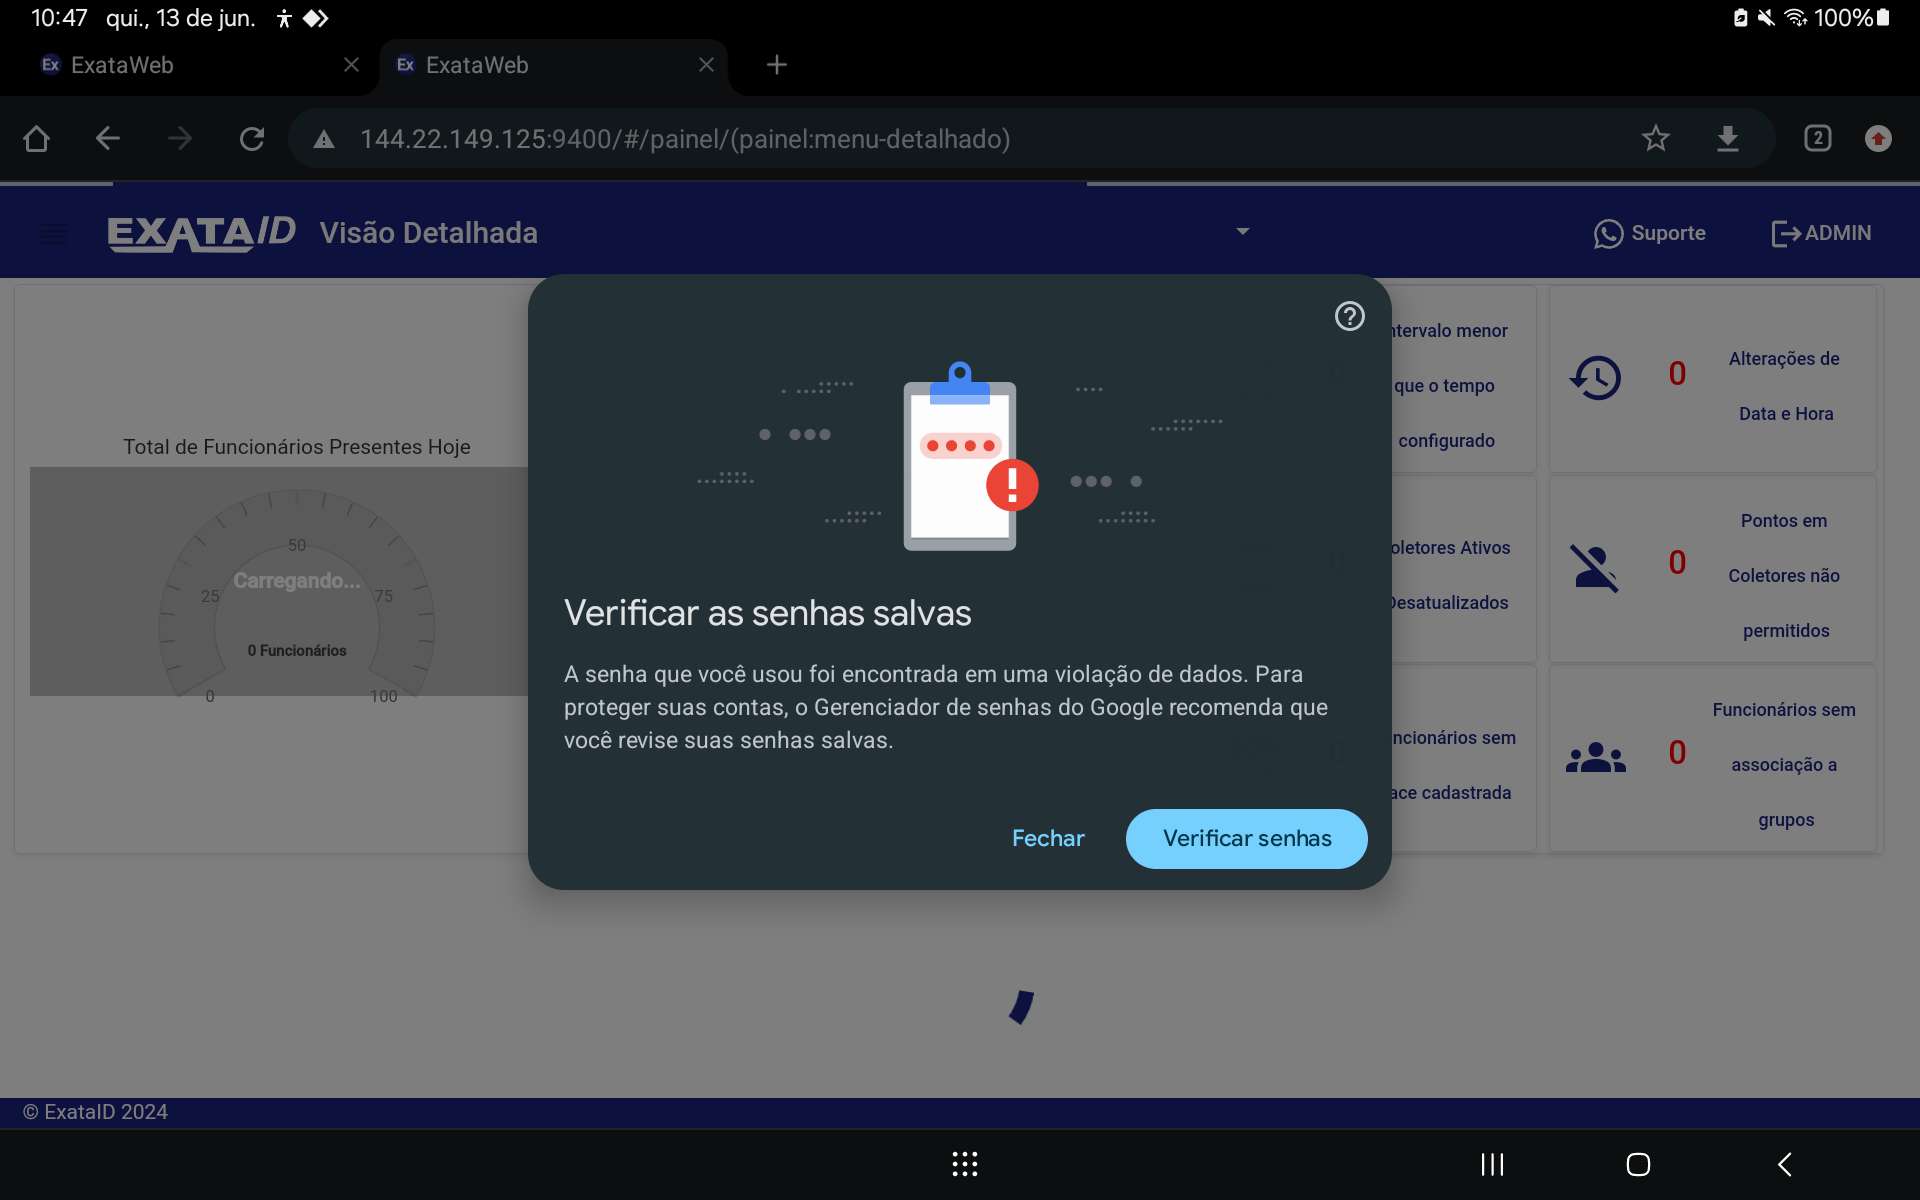 10:47 qui., 13 de jun.
100%
Ex ExataWeb
Ex ExataWeb
144.22.149.125:9400/#/painel/(painel:menu-detalhado)
2
EXATAID Visão Detalhada
Suporte
ADMIN
Total de Funcionários Presentes Hoje
50
Carregando...
25
75
0 Funcionários
0
100
Verificar as senhas salvas
A senha que você usou foi encontrada em uma violação de dados. Para
proteger suas contas, o Gerenciador de senhas do Google recomenda que
você revise suas senhas salvas.
Fechar
Verificar senhas
ntervalo menor
que o tempo
configurado
0
Alterações de
Data e Hora
oletores Ativos
Desatualizados
0
Pontos em
Coletores não
permitidos
ncionários sem
ace cadastrada
0
Funcionários sem
associação a
grupos
© ExataID 2024